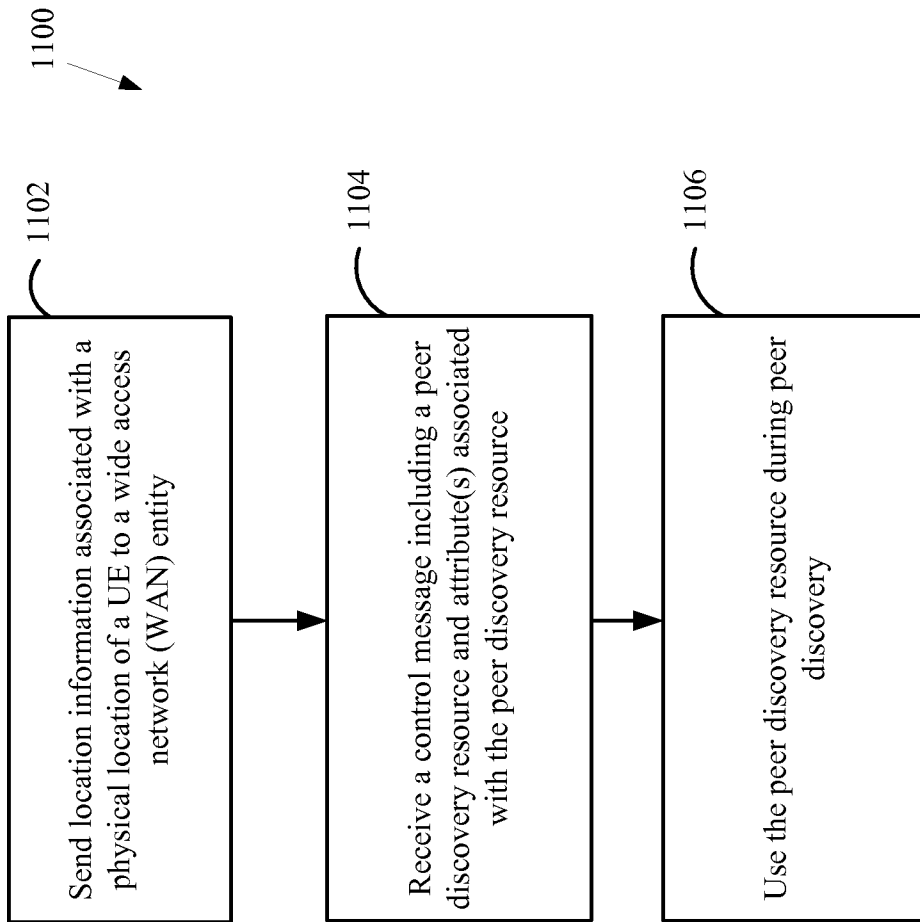 1100
1102
Send location information associated with a
physical location of a UE to a wide access
network (WAN) entity
1104
Receive a control message including a peer
discovery resource and attribute(s) associated
with the peer discovery resource
1106
Use the peer discovery resource during peer
discovery